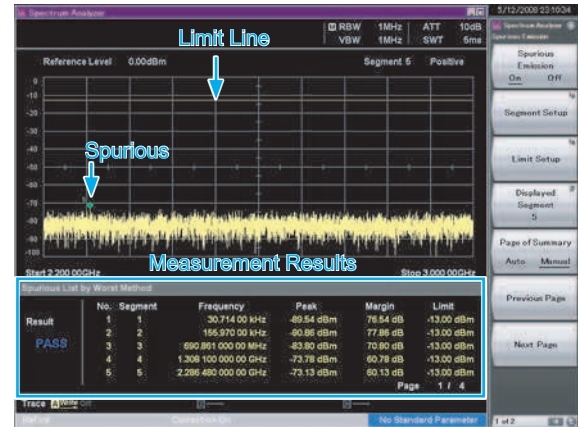 Spectrum Analyzer
5/12/2008 23:10:34
RBW 1MHz ATT 10dB
VBW 1MHz SWT 5ms
Limit Line
Reference Level 0.00dBm Segment 5 Positive
0
-10
-20
-30
-40
-50
-60
-70
-80
-90
-100
Spurious
Measurement Results
Start 2.200 00GHz Stop 3.000 00GHz
Spurious List by Worst Method
No. Segment Frequency Peak Margin Limit
Result 1 1 30.714 00 kHz -89.54 dBm 76.54 dB -13.00 dBm
2 2 155.970 00 kHz -90.86 dBm 77.86 dB -13.00 dBm
PASS 3 3 690.861 000 00 MHz -83.80 dBm 70.80 dB -13.00 dBm
4 4 1.308 100 000 00 GHz -73.78 dBm 60.78 dB -13.00 dBm
5 5 2.286 480 000 00 GHz -73.13 dBm 60.13 dB -13.00 dBm
Page 1 / 4
Trace A Write Off
Ref.Int Correction On No Standard Parameter
Spectrum Analyzer
Spurious Emission
Spurious
Emission
On Off
Segment Setup
Limit Setup
Displayed
Segment
5
Page of Summary
Auto Manual
Previous Page
Next Page
1 of 2